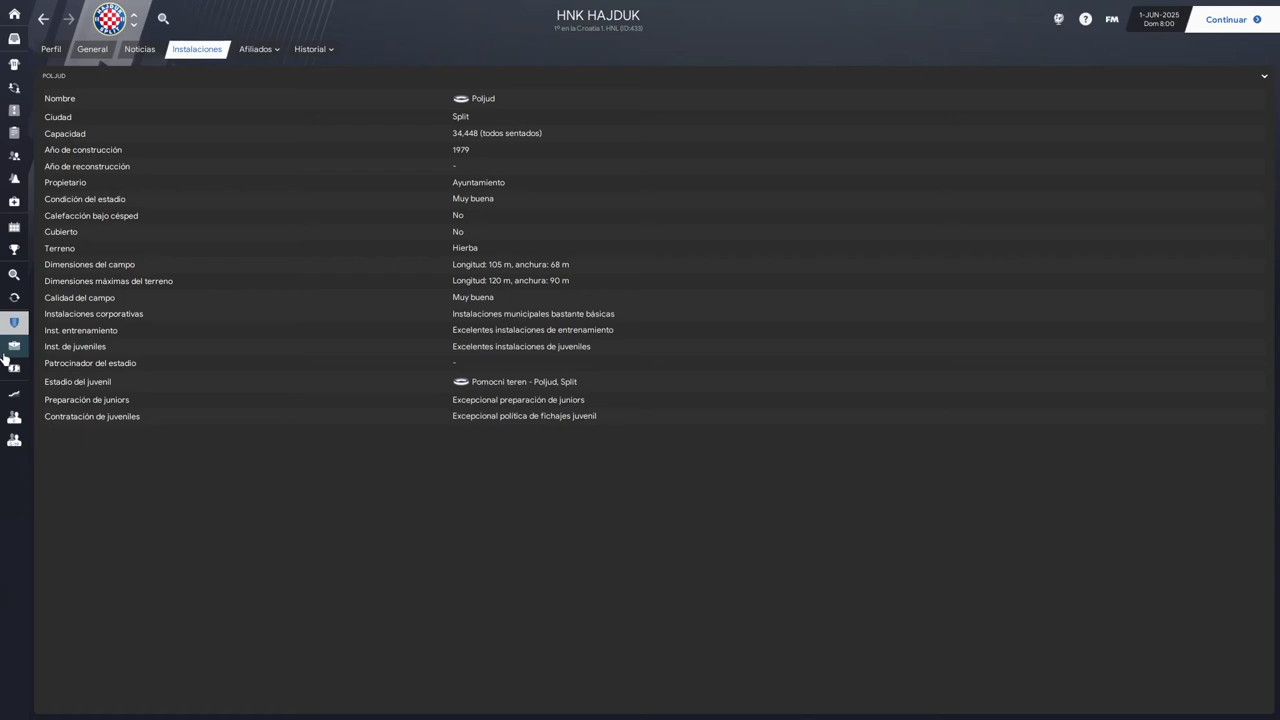 HNK HAJDUK
1º en la Croatia 1. HNL (ID:433)
FM
1-JUN-2025
Dom 8:00
Continuar
Perfil
General
Noticias
Instalaciones
Afiliados
Historial
POLJUD
Nombre Poljud
Ciudad Split
Capacidad 34,448 (todos sentados)
Año de construcción 1979
Año de reconstrucción -
Propietario Ayuntamiento
Condición del estadio Muy buena
Calefacción bajo césped No
Cubierto No
Terreno Hierba
Dimensiones del campo Longitud: 105 m, anchura: 68 m
Dimensiones máximas del terreno Longitud: 120 m, anchura: 90 m
Calidad del campo Muy buena
Instalaciones corporativas Instalaciones municipales bastante básicas
Inst. entrenamiento Excelentes instalaciones de entrenamiento
Inst. de juveniles Excelentes instalaciones de juveniles
Patrocinador del estadio -
Estadio del juvenil Pomocni teren - Poljud, Split
Preparación de juniors Excepcional preparación de juniors
Contratación de juveniles Excepcional política de fichajes juvenil